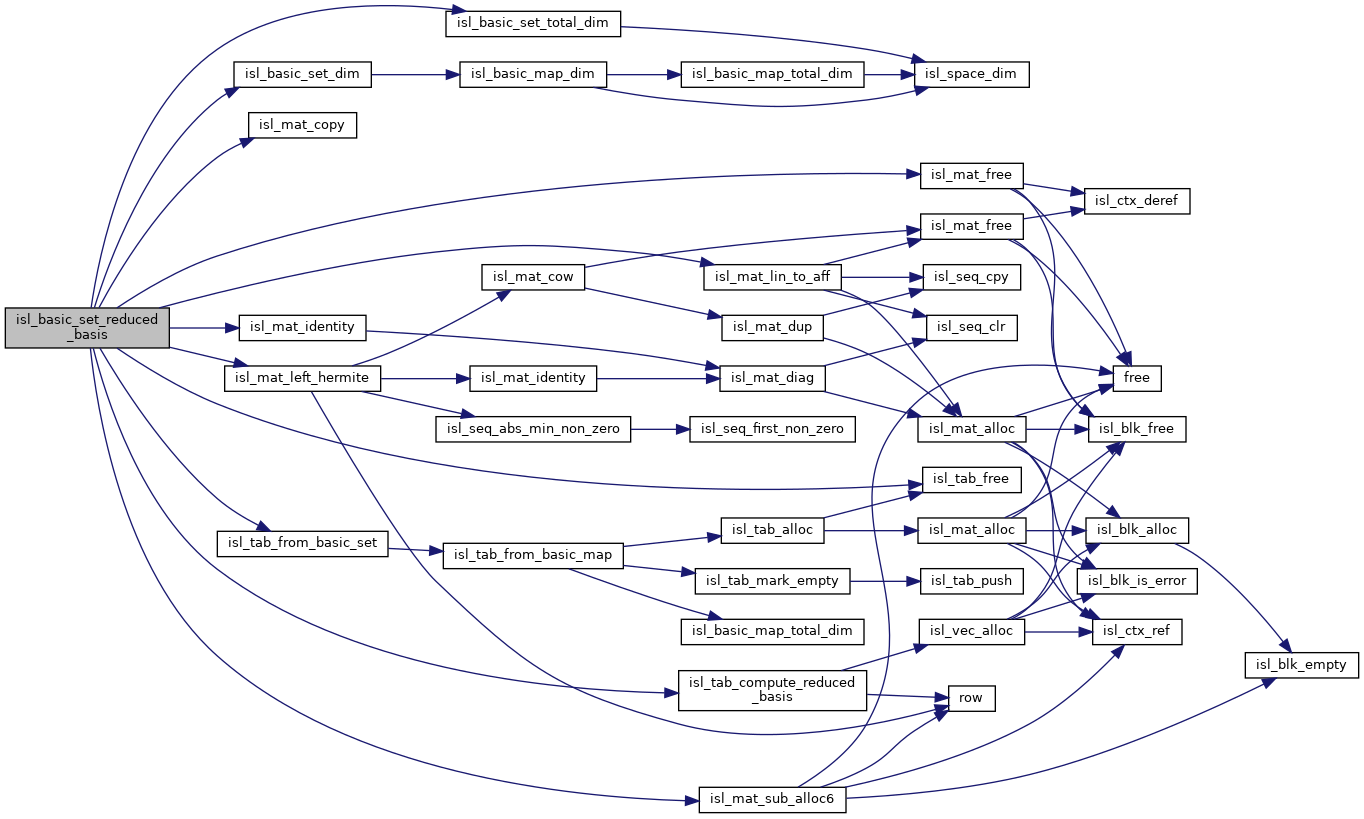 isl_basic_set_total_dim
isl_basic_set_dim
isl_basic_map_dim
isl_basic_map_total_dim
isl_space_dim
isl_mat_copy
isl_mat_free
isl_ctx_deref
isl_mat_free
isl_mat_cow
isl_mat_lin_to_aff
isl_seq_cpy
isl_basic_set_reduced
_basis
isl_mat_identity
isl_mat_dup
isl_seq_clr
isl_mat_left_hermite
isl_mat_identity
isl_mat_diag
free
isl_seq_abs_min_non_zero
isl_seq_first_non_zero
isl_mat_alloc
isl_blk_free
isl_tab_free
isl_tab_from_basic_set
isl_tab_from_basic_map
isl_tab_alloc
isl_mat_alloc
isl_blk_alloc
isl_tab_mark_empty
isl_tab_push
isl_blk_is_error
isl_basic_map_total_dim
isl_vec_alloc
isl_ctx_ref
isl_blk_empty
isl_tab_compute_reduced
_basis
row
isl_mat_sub_alloc6